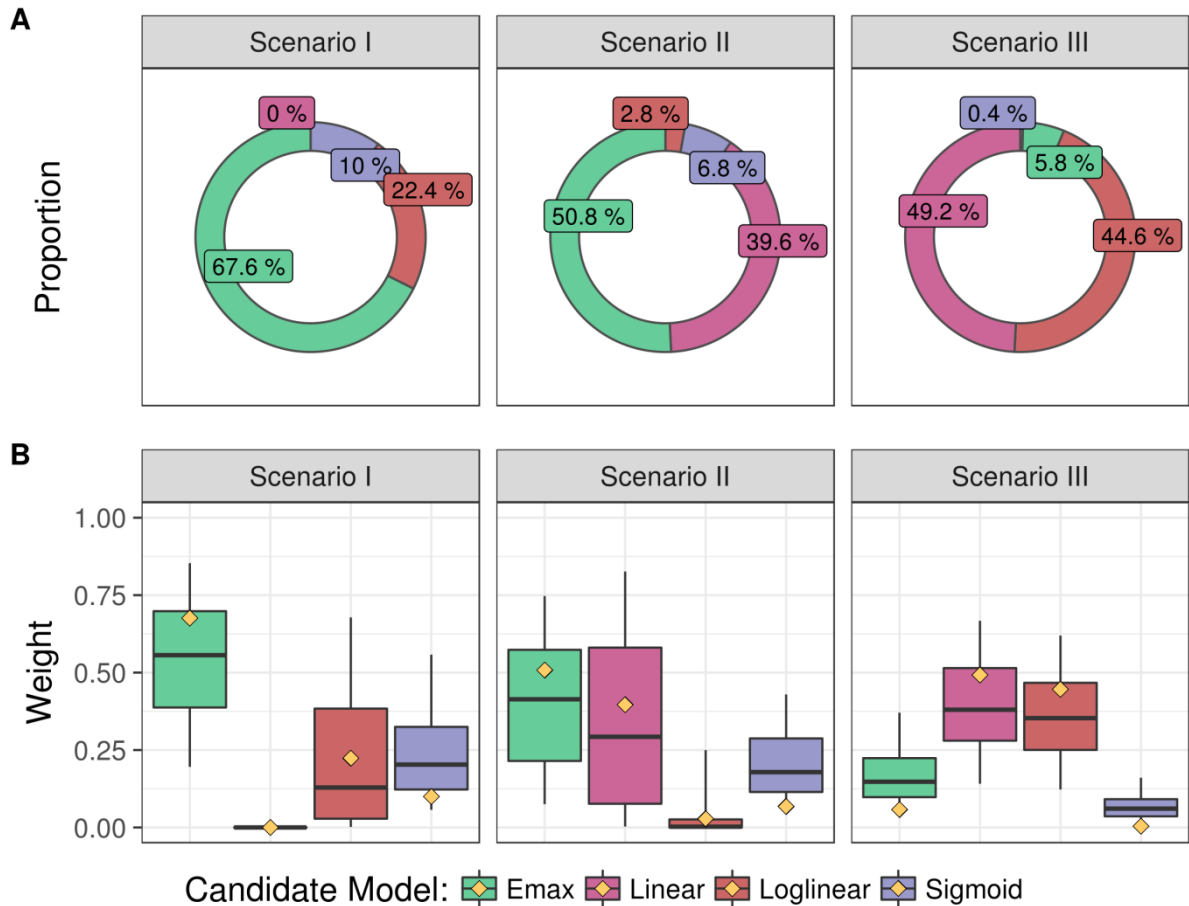 A
Scenario I
Scenario II
Scenario III
Proportion
0 %
10 %
22.4 %
67.6 %
2.8 %
6.8 %
50.8 %
39.6 %
0.4 %
5.8 %
49.2 %
44.6 %
B
Scenario I
Scenario II
Scenario III
Weight
1.00
0.75
0.50
0.25
0.00
Candidate Model: Emax Linear Loglinear Sigmoid